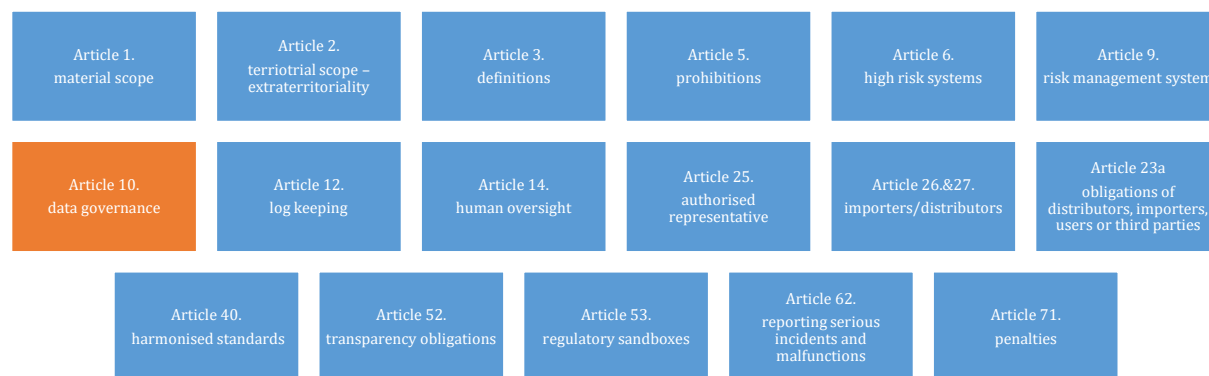 Article 1.
material scope
Article 2.
terriotrial scope –
extraterritoriality
Article 3.
definitions
Article 5.
prohibitions
Article 6.
high risk systems
Article 9.
risk management system
Article 10.
data governance
Article 12.
log keeping
Article 14.
human oversight
Article 25.
authorised
representative
Article 26.&27.
importers/distributors
Article 23a
obligations of
distributors, importers,
users or third parties
Article 40.
harmonised standards
Article 52.
transparency obligations
Article 53.
regulatory sandboxes
Article 62.
reporting serious
incidents and
malfunctions
Article 71.
penalties